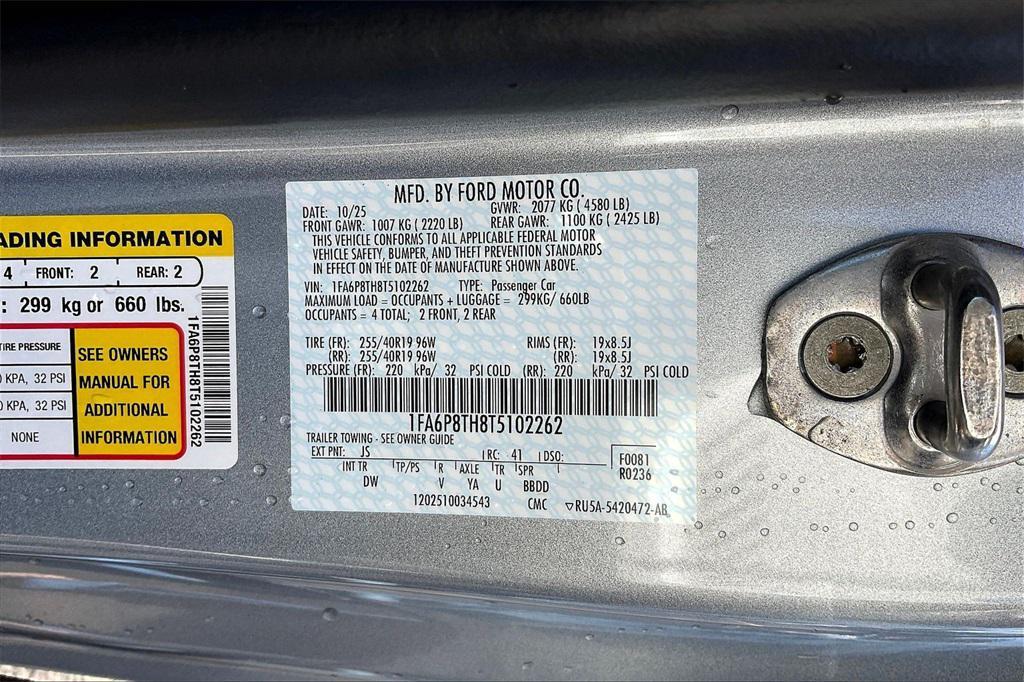 ADING INFORMATION
4 FRONT: 2 REAR: 2
: 299 kg or 660 lbs.
TIRE PRESSURE
0 KPA, 32 PSI
0 KPA, 32 PSI
NONE
SEE OWNERS
MANUAL FOR
ADDITIONAL
INFORMATION
1FA6P8TH8T5102262
MFD. BY FORD MOTOR CO.
DATE: 10/25 GVWR: 2077 KG ( 4580 LB)
FRONT GAWR: 1007 KG ( 2220 LB) REAR GAWR: 1100 KG ( 2425 LB)
THIS VEHICLE CONFORMS TO ALL APPLICABLE FEDERAL MOTOR
VEHICLE SAFETY, BUMPER, AND THEFT PREVENTION STANDARDS
IN EFFECT ON THE DATE OF MANUFACTURE SHOWN ABOVE.
VIN: 1FA6P8TH8T5102262 TYPE: Passenger Car
MAXIMUM LOAD = OCCUPANTS + LUGGAGE = 299KG/ 660LB
OCCUPANTS = 4 TOTAL; 2 FRONT, 2 REAR
TIRE (FR): 255/40R19 96W RIMS (FR): 19x8.5J
(RR): 255/40R19 96W (RR): 19x8.5J
PRESSURE (FR): 220 kPa/ 32 PSI COLD (RR): 220 kPa/ 32 PSI COLD
1FA6P8TH8T5102262
TRAILER TOWING - SEE OWNER GUIDE
EXT PNT: JS RC: 41 DSO: F0081
R0236
INT TR TP/PS R AXLE TR SPR
DW V YA U BBDD
1202510034543 CMC ▽RU5A-5420472-AB